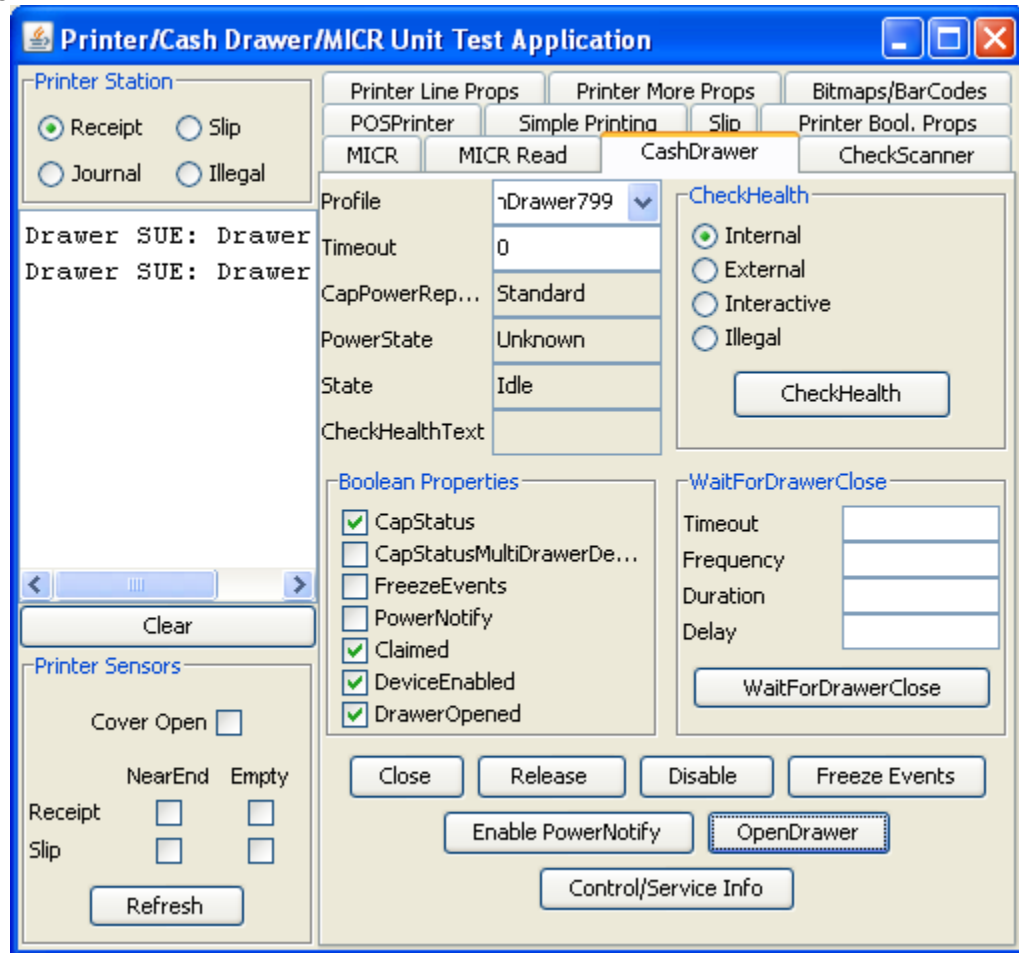 Printer/Cash Drawer/MICR Unit Test Application
Printer Station
Receipt
Slip
Journal
Illegal
Drawer SUE: Drawer
Drawer SUE: Drawer
Clear
Printer Sensors
Cover Open
NearEnd Empty
Receipt
Slip
Refresh
Printer Line Props Printer More Props Bitmaps/BarCodes
POSPrinter Simple Printing Slip Printer Bool. Props
MICR MICR Read CashDrawer CheckScanner
Profile nDrawer799
Timeout 0
CapPowerRep... Standard
PowerState Unknown
State Idle
CheckHealthText
CheckHealth
Internal
External
Interactive
Illegal
CheckHealth
Boolean Properties
CapStatus
CapStatusMultiDrawerDe...
FreezeEvents
PowerNotify
Claimed
DeviceEnabled
DrawerOpened
WaitForDrawerClose
Timeout
Frequency
Duration
Delay
WaitForDrawerClose
Close Release Disable Freeze Events
Enable PowerNotify OpenDrawer
Control/Service Info